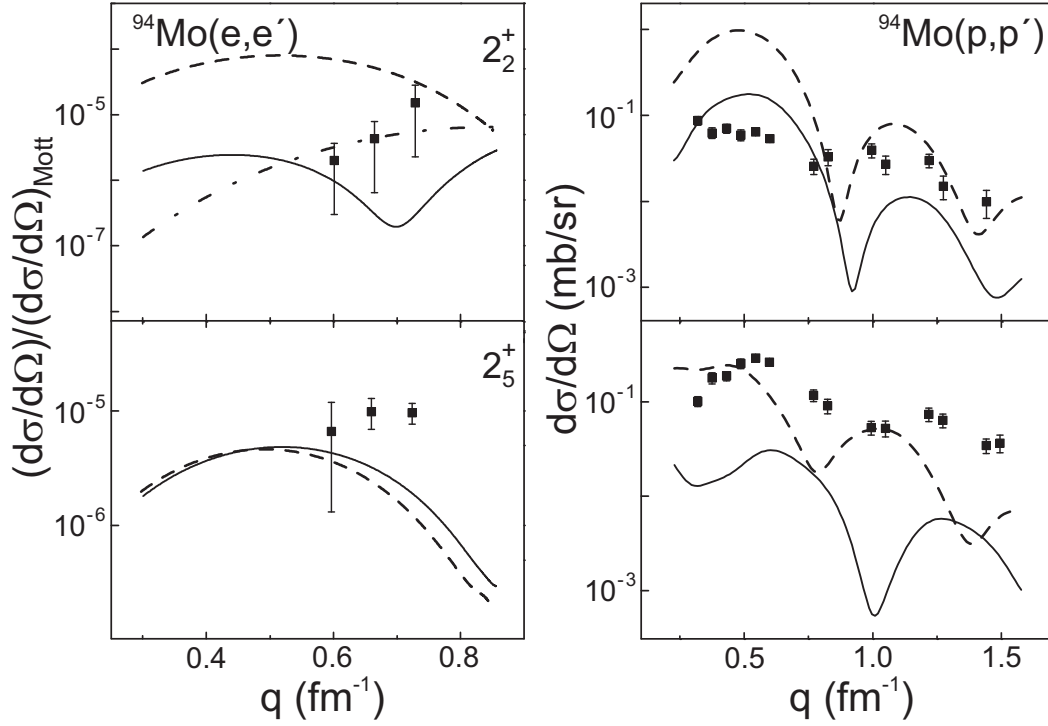 ⁹⁴Mo(e,e´)
2₂⁺
⁹⁴Mo(p,p´)
(dσ/dΩ)/(dσ/dΩ)Mott
10⁻⁵
10⁻⁷
dσ/dΩ (mb/sr)
10⁻¹
10⁻³
2₅⁺
10⁻⁵
10⁻⁶
10⁻¹
10⁻³
0.4 0.6 0.8
0.5 1.0 1.5
q (fm⁻¹)
q (fm⁻¹)